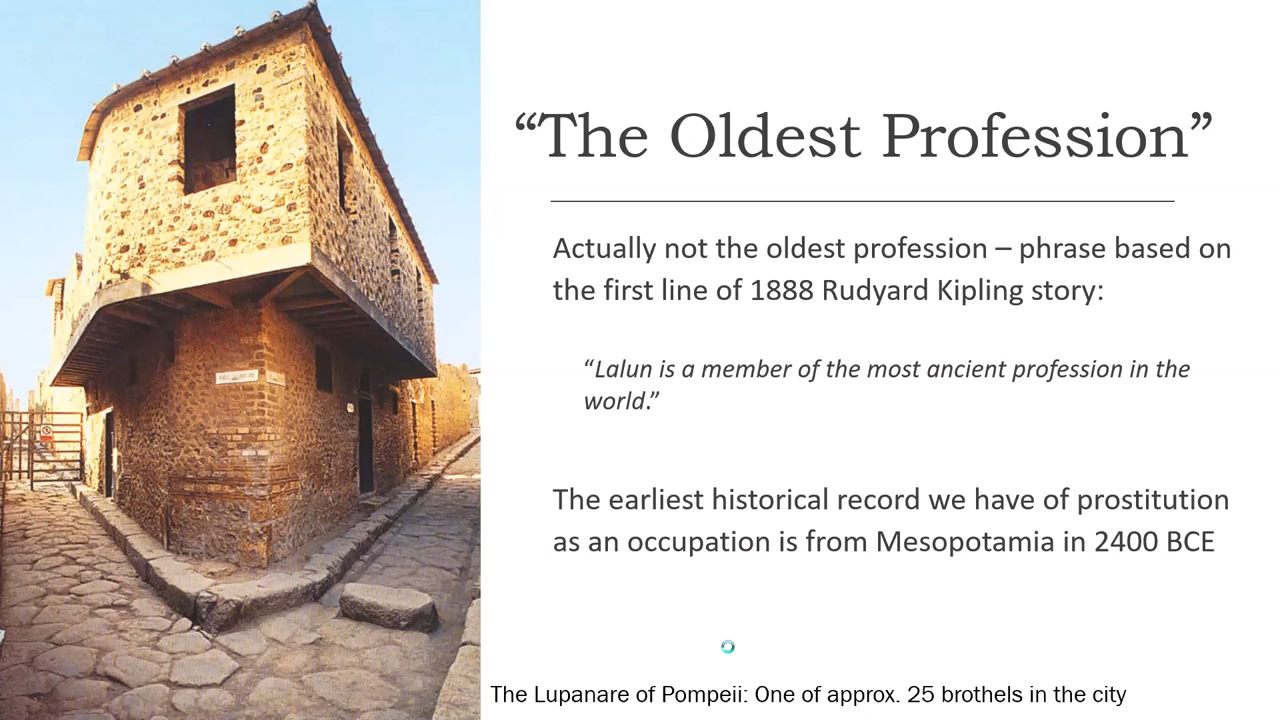 “The Oldest Profession”
Actually not the oldest profession – phrase based on
the first line of 1888 Rudyard Kipling story:
“Lalun is a member of the most ancient profession in the
world.”
The earliest historical record we have of prostitution
as an occupation is from Mesopotamia in 2400 BCE
The Lupanare of Pompeii: One of approx. 25 brothels in the city